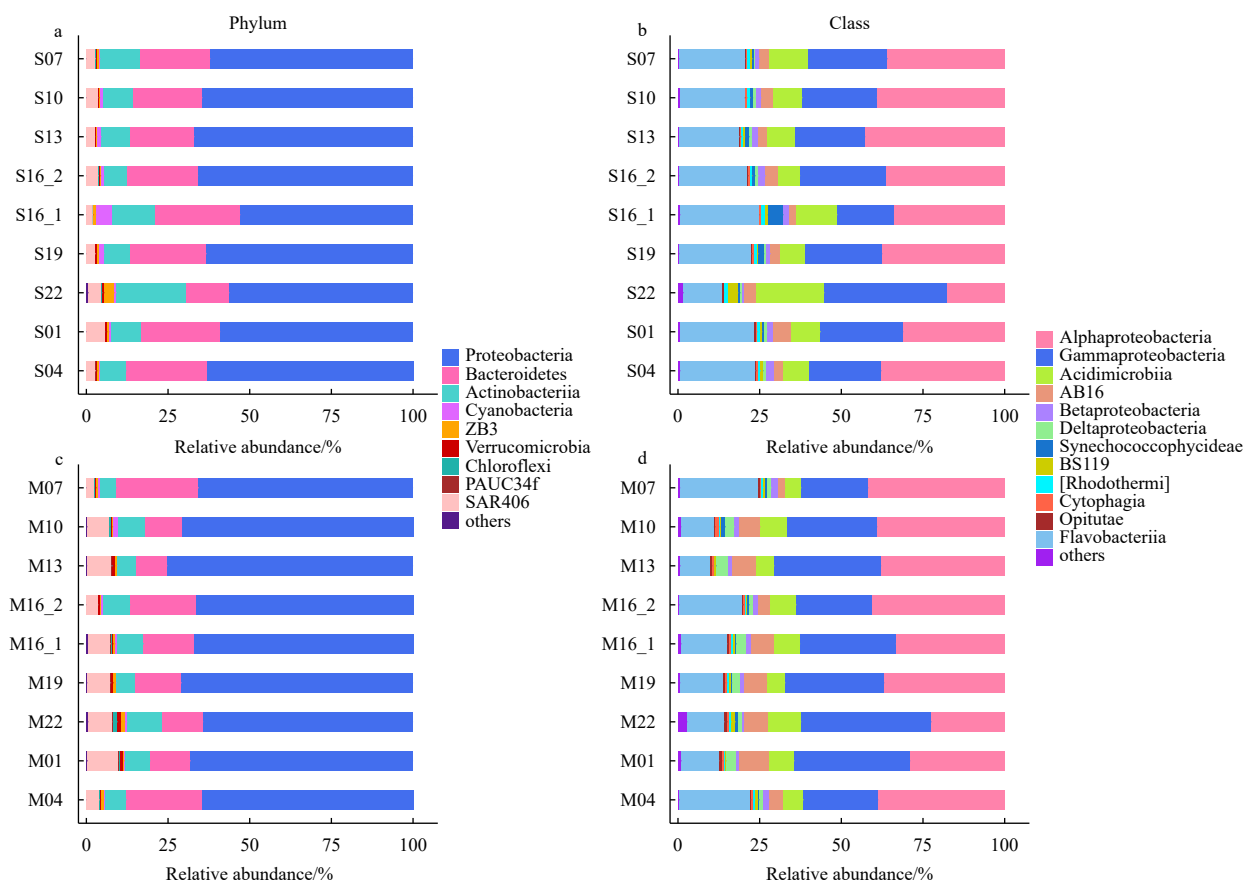 a
Phylum
S07
S10
S13
S16_2
S16_1
S19
S22
S01
S04
0
25
50
75
100
Relative abundance/%
b
Class
S07
S10
S13
S16_2
S16_1
S19
S22
S01
S04
0
25
50
75
100
Relative abundance/%
Proteobacteria
Bacteroidetes
Actinobacteriia
Cyanobacteria
ZB3
Verrucomicrobia
Chloroflexi
PAUC34f
SAR406
others
Alphaproteobacteria
Gammaproteobacteria
Acidimicrobiia
AB16
Betaproteobacteria
Deltaproteobacteria
Synechococcophycideae
BS119
[Rhodothermi]
Cytophagia
Opitutae
Flavobacteriia
others
c
M07
M10
M13
M16_2
M16_1
M19
M22
M01
M04
0
25
50
75
100
Relative abundance/%
d
M07
M10
M13
M16_2
M16_1
M19
M22
M01
M04
0
25
50
75
100
Relative abundance/%